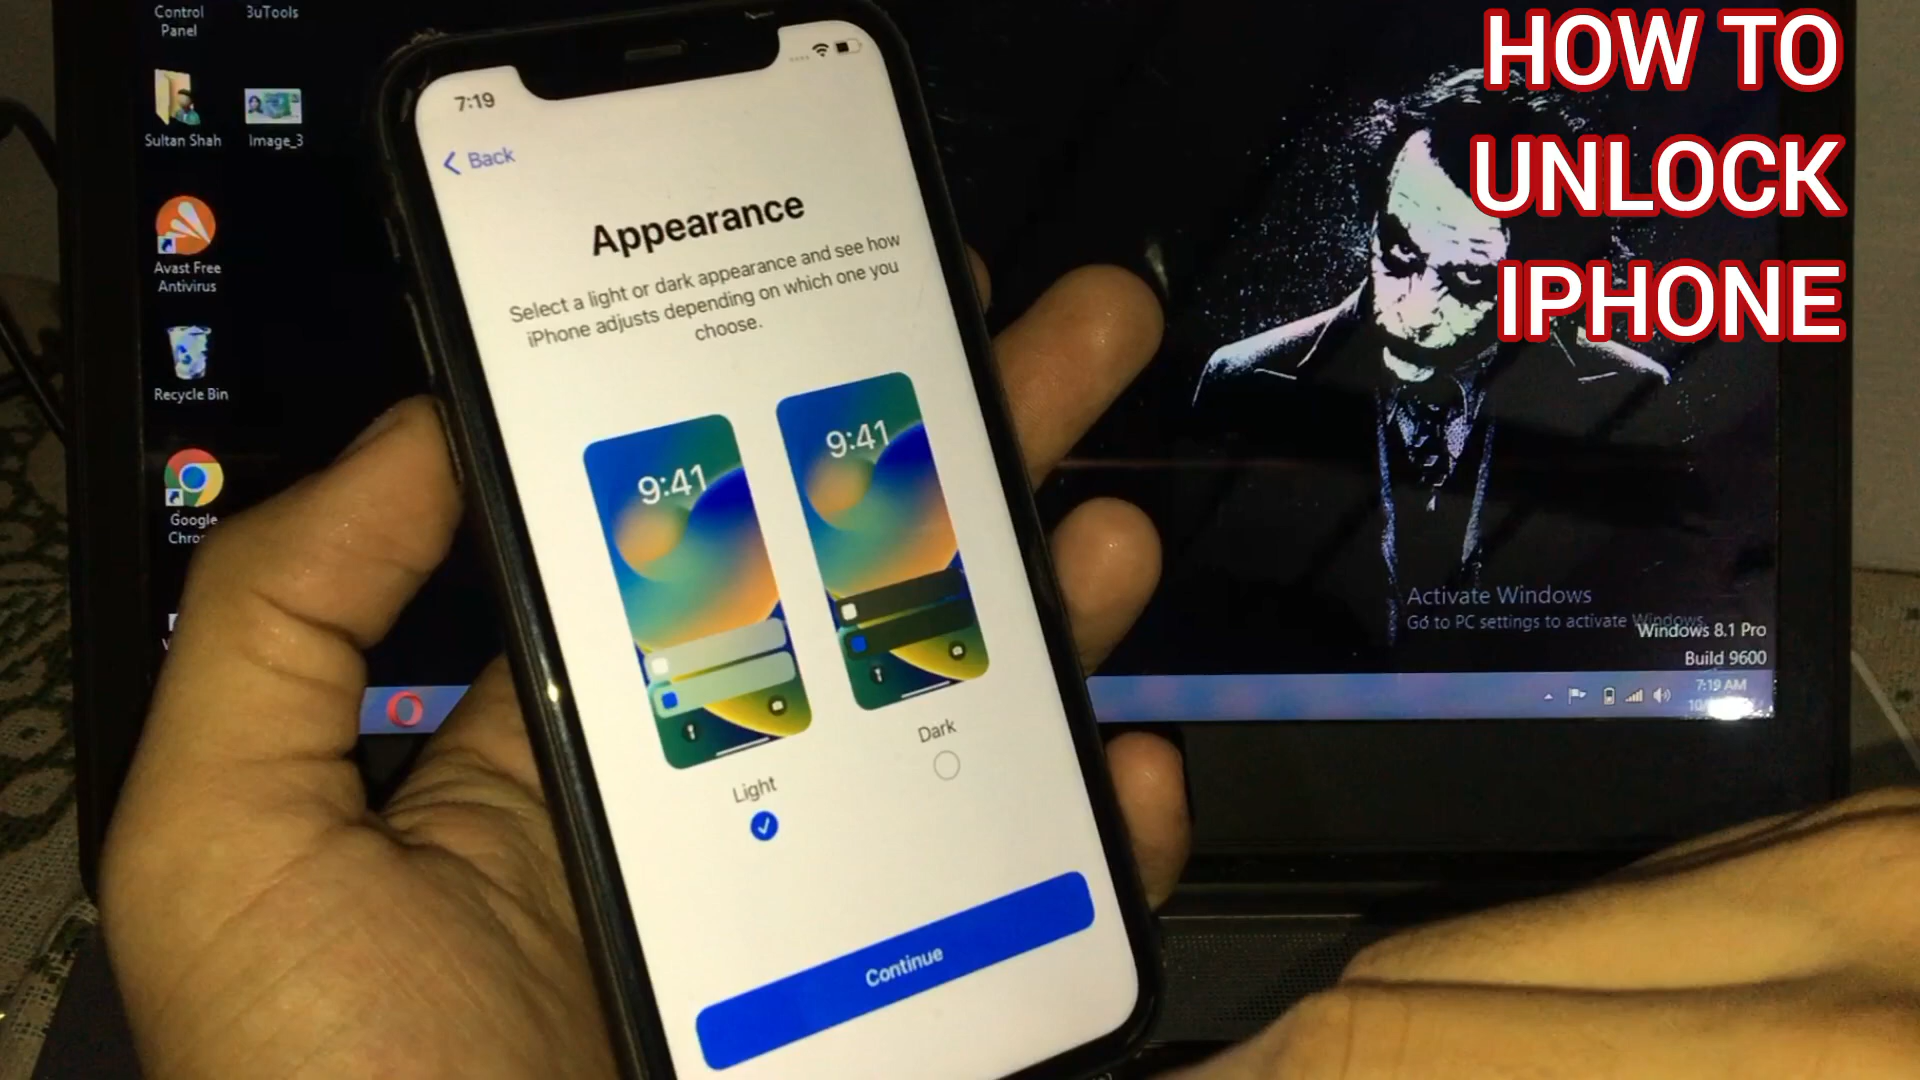 Control
Panel
3uTools
Sultan Shah
Image_3
Avast Free
Antivirus
Recycle Bin
Google
7:19
Back
Appearance
Select a light or dark appearance and see how
iPhone adjusts depending on which one you
choose.
9:41
9:41
Light
Dark
Continue
HOW TO
UNLOCK
IPHONE
Activate Windows
Go to PC settings to activate Windows.
Windows 8.1 Pro
Build 9600
7:19 AM